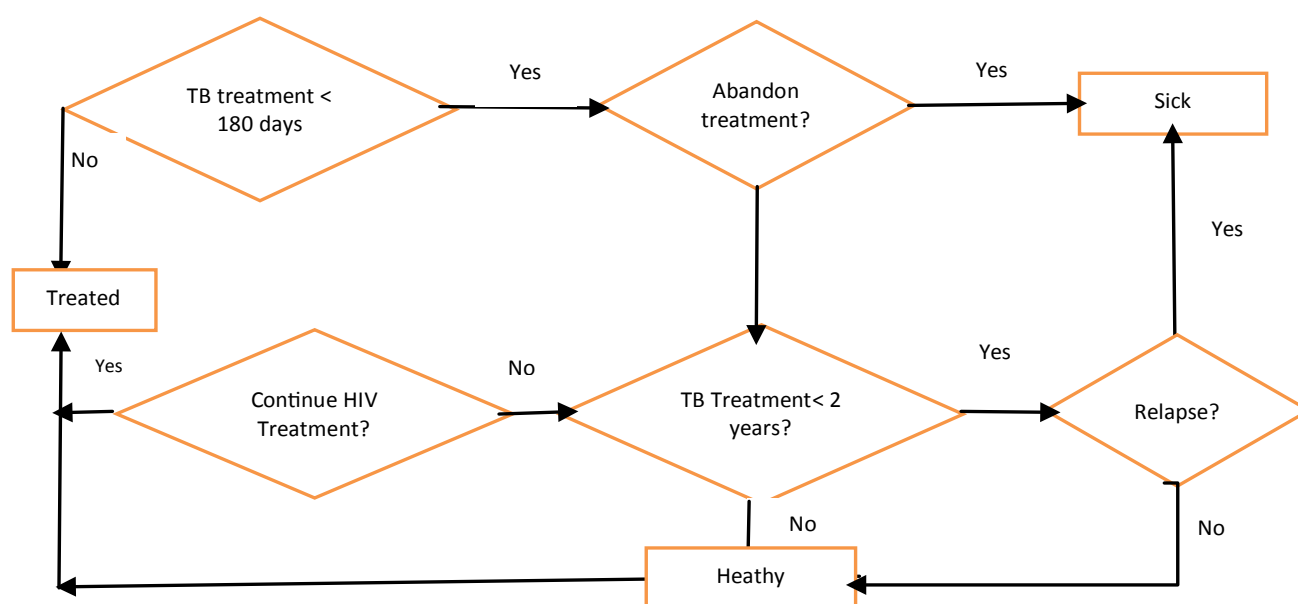 Yes
Yes
TB treatment <
180 days
Abandon
treatment?
Sick
No
Yes
Treated
Yes
No
Yes
Continue HIV
Treatment?
TB Treatment< 2
years?
Relapse?
No
No
Heathy